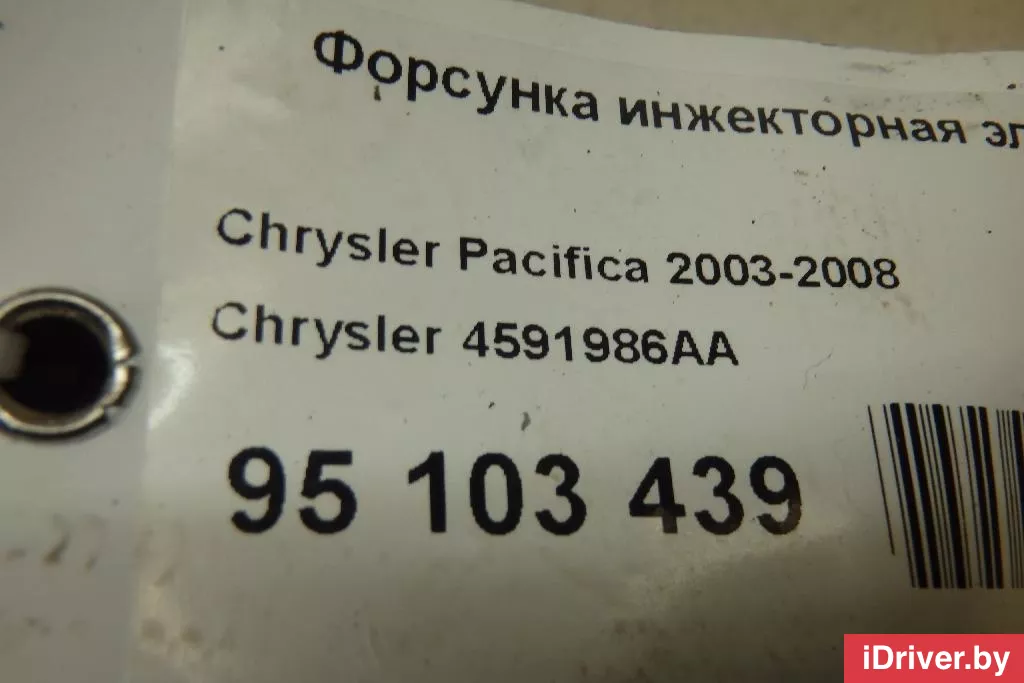 Форсунка инжекторная эл
Chrysler Pacifica 2003-2008
Chrysler 4591986AA
95 103 439
iDriver.by